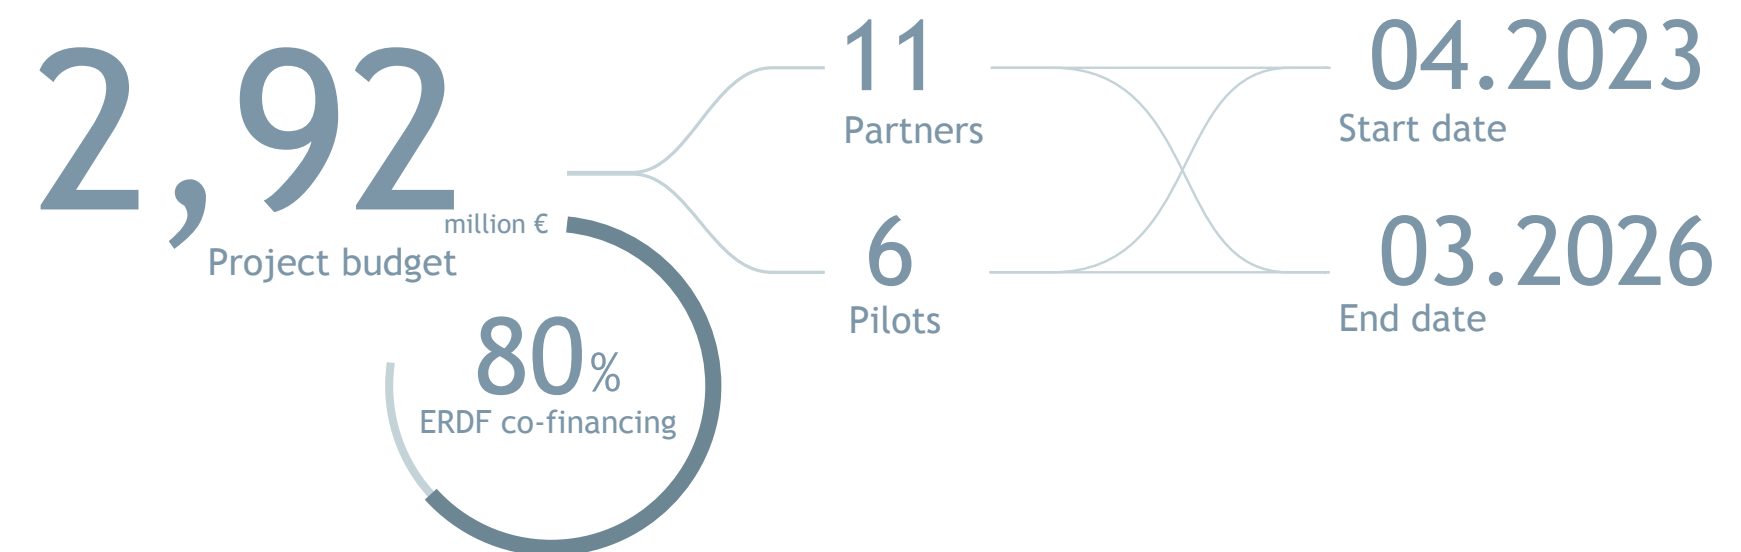 2,92
million €
Project budget
80%
ERDF co-financing
11
Partners
6
Pilots
04.2023
Start date
03.2026
End date